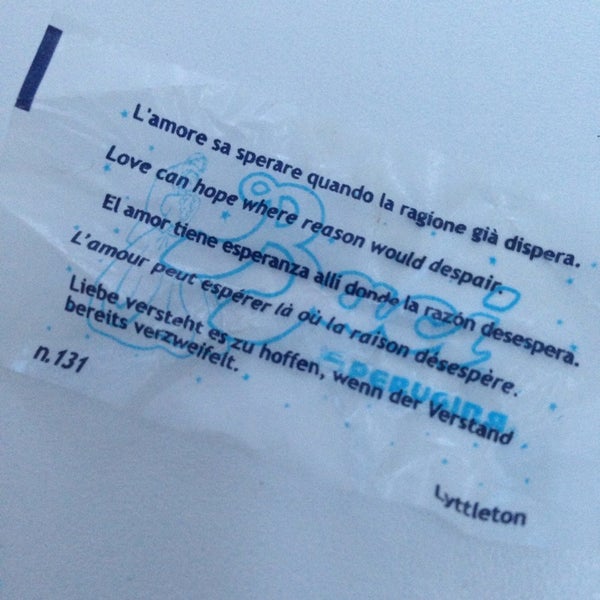 L'amore sa sperare quando la ragione già dispera.
Love can hope where reason would despair.
El amor tiene esperanza allí donde la razón desespera.
L'amour peut espérer là où la raison désespère.
Liebe versteht es zu hoffen, wenn der Verstand
bereits verzweifelt.
n.131
Lyttleton
Baci
PERUGINA